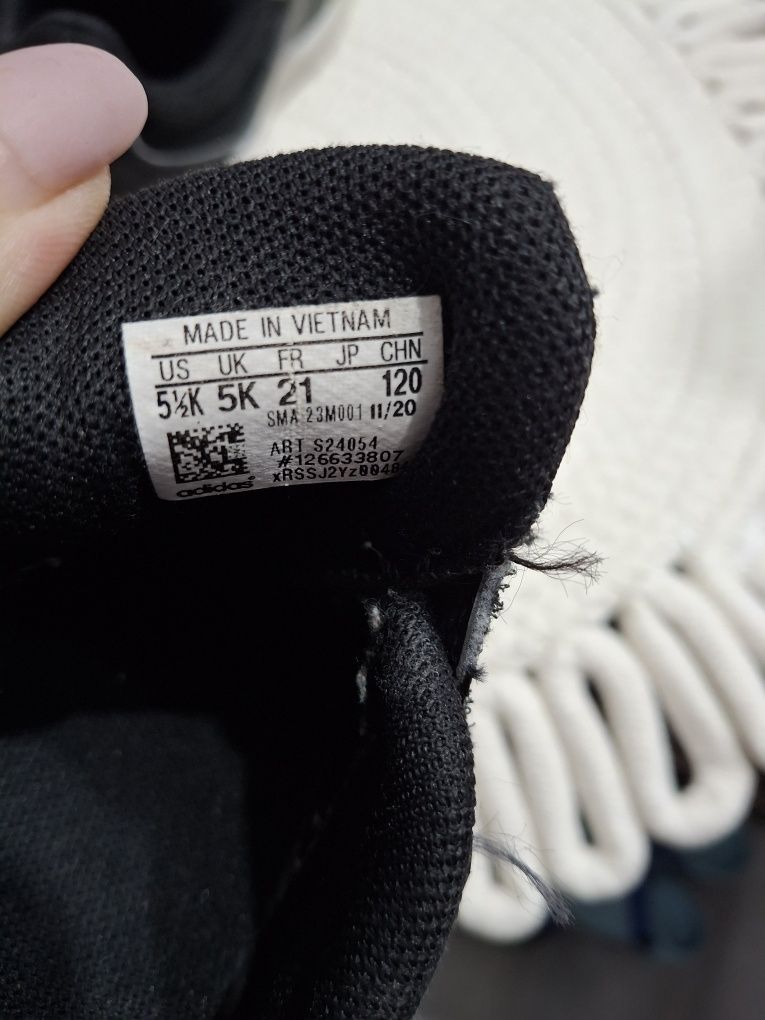 MADE IN VIETNAM
US UK FR JP CHN
5½K 5K 21 120
SMA 23M001 11/20
ART S24054
#126633807
adidas